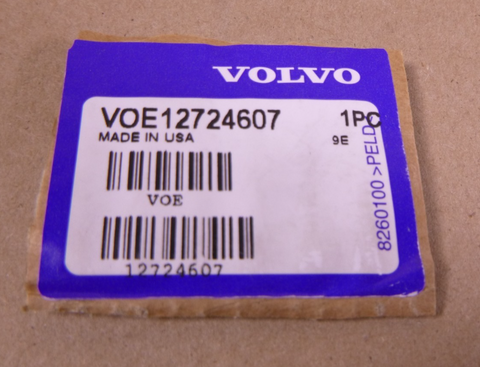 VOLVO
VOE12724607 1PC
MADE IN USA 9E
VOE
12724607
8260100 >PELD